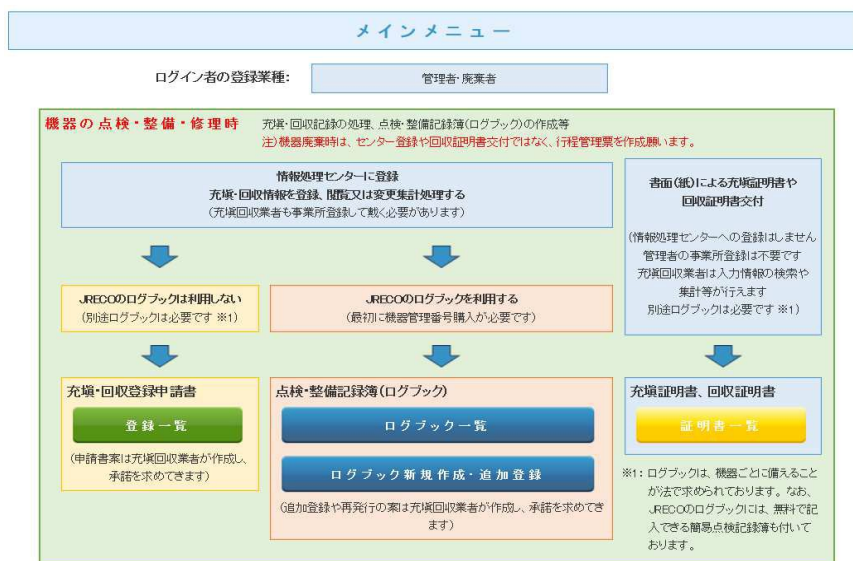 メインメニュー
ログイン者の登録業種：
管理者・廃棄者
機器の点検・整備・修理時
充塡・回収記録の処理、点検・整備記録簿(ログブック)の作成等
注)機器廃棄時は、センター登録や回収証明書交付ではなく、行程管理票を作成願います。
情報処理センターに登録
充塡・回収情報を登録、閲覧又は変更集計処理する
(充塡回収業者も事業所登録して戴く必要があります)
書面(紙)による充塡証明書や
回収証明書交付
(情報処理センターへの登録はしません
管理者の事業所登録は不要です
充塡回収業者は入力情報の検索や
集計等が行えます
別途ログブックは必要です ※1)
JRECOのログブックは利用しない
(別途ログブックは必要です ※1)
JRECOのログブックを利用する
(最初に機器管理番号購入が必要です)
充塡・回収登録申請書
登録一覧
(申請書案は充塡回収業者が作成し、
承諾を求めてきます)
点検・整備記録簿(ログブック)
ログブック一覧
ログブック新規作成・追加登録
(追加登録や再発行の案は充塡回収業者が作成し、承諾を求めてき
ます)
充塡証明書、回収証明書
証明書一覧
※1：ログブックは、機器ごとに備えること
が法で求められております。なお、
JRECOのログブックには、無料で記
入できる簡易点検記録簿も付いて
おります。